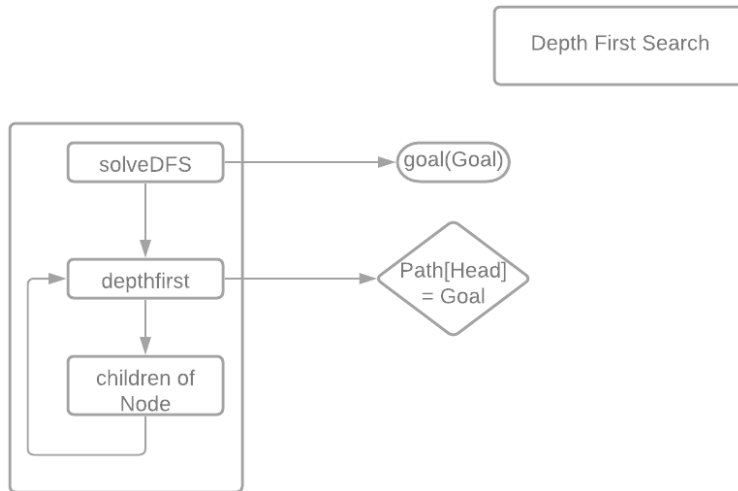 Depth First Search
solveDFS
goal(Goal)
depthfirst
Path[Head]
= Goal
children of
Node